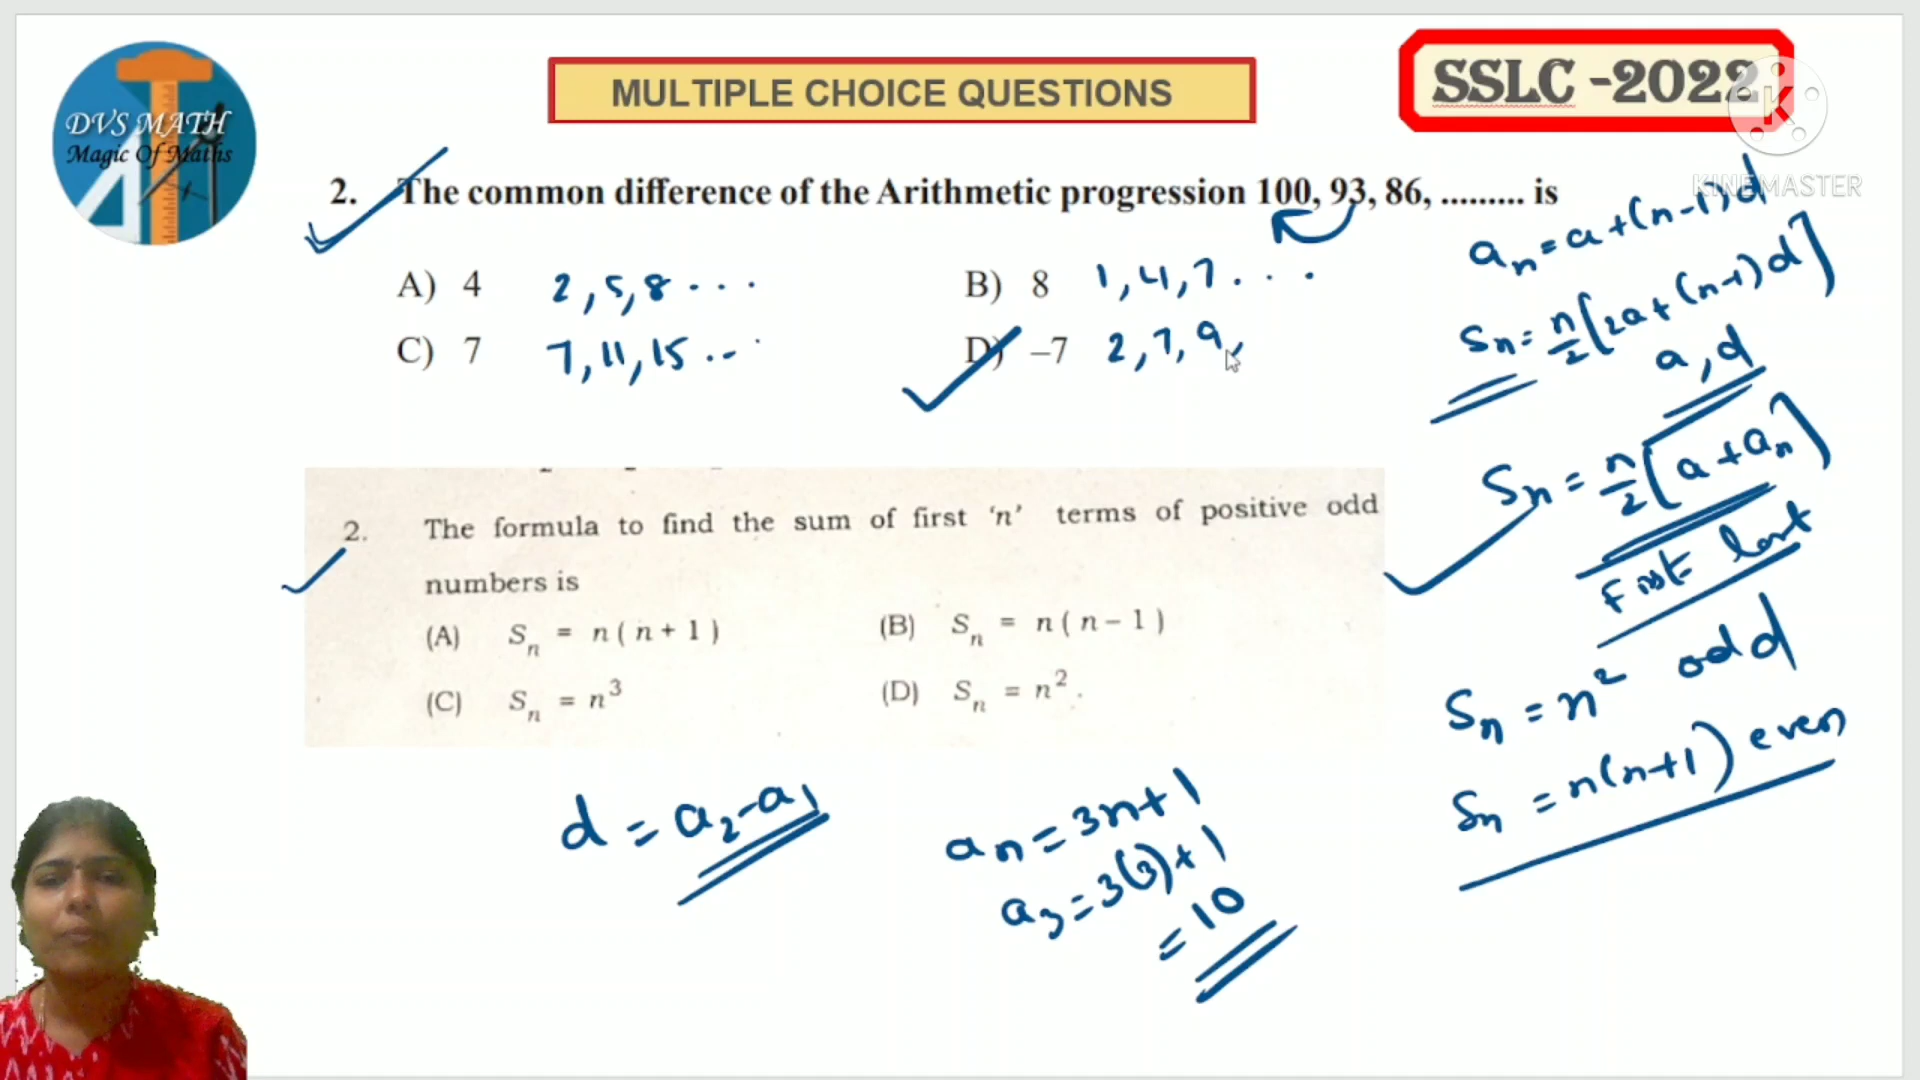 DVS MATH
Magic Of Maths
MULTIPLE CHOICE QUESTIONS
SSLC -2022
KINEMASTER
2. The common difference of the Arithmetic progression 100, 93, 86, ......... is
A) 4 2, 5, 8 ...
B) 8 1, 4, 7 ...
C) 7 7, 11, 15 ...
D) –7 2, 7, 9,
aₙ = a + (n-1)d
Sₙ = n/2 [2a + (n-1)d]
a, d
Sₙ = n/2 [a + aₙ]
First last
Sₙ = n² odd
Sₙ = n(n+1) even
2. The formula to find the sum of first ‘n’ terms of positive odd
numbers is
(A) Sₙ = n ( n + 1 )
(B) Sₙ = n ( n – 1 )
(C) Sₙ = n³
(D) Sₙ = n² .
d = a₂ - a₁
aₙ = 3n + 1
a₃ = 3(3) + 1
= 10